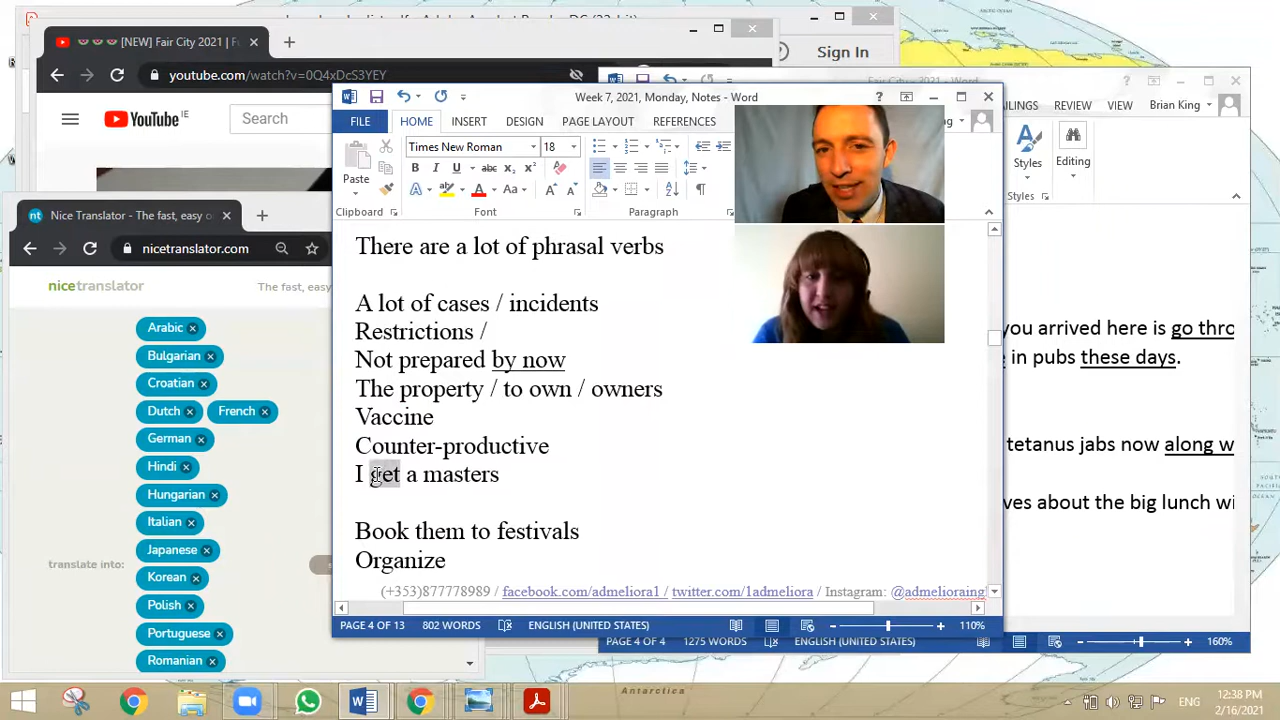 [NEW] Fair City 2021 | F
youtube.com/watch?v=0Q4xDcS3YEY
Sign In
YouTube IE
Search
Nice Translator - The fast, easy o
nicetranslator.com
nicetranslator
The fast, easy
Arabic
Bulgarian
Croatian
Dutch French
German
Hindi
Hungarian
Italian
Japanese
Korean
Polish
Portuguese
Romanian
translate into:
Week 7, 2021, Monday, Notes - Word
FILE HOME INSERT DESIGN PAGE LAYOUT REFERENCES
Times New Roman 18
Paste
Clipboard Font Paragraph
There are a lot of phrasal verbs
A lot of cases / incidents
Restrictions /
Not prepared by now
The property / to own / owners
Vaccine
Counter-productive
I get a masters
Book them to festivals
Organize
(+353)877778989 / facebook.com/admeliora1 / twitter.com/1admeliora / Instagram: @admelioraing
PAGE 4 OF 13 802 WORDS ENGLISH (UNITED STATES) 110%
Fair City - 2021 - Word
AILINGS REVIEW VIEW Brian King
Styles Editing
Styles
you arrived here is go thro
in pubs these days.
tetanus jabs now along w
ves about the big lunch wi
PAGE 4 OF 4 1275 WORDS ENGLISH (UNITED STATES) 160%
Antarctica
ENG
12:38 PM
2/16/2021